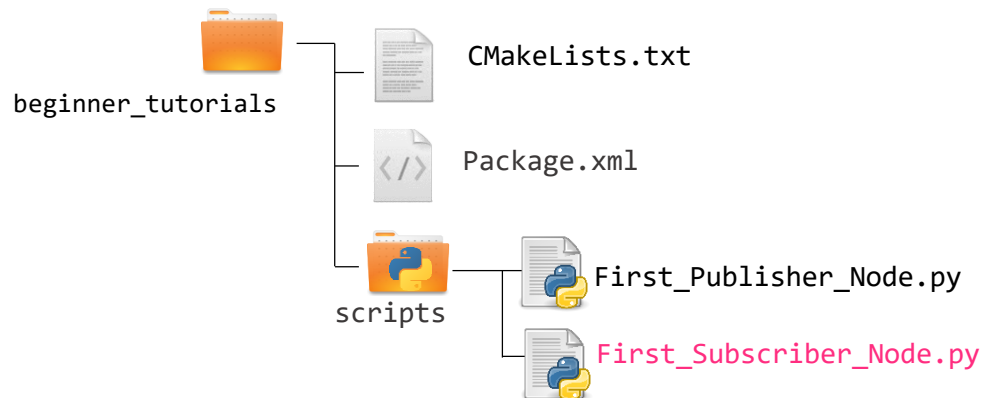 CMakeLists.txt
beginner_tutorials
</>
Package.xml
scripts
First_Publisher_Node.py
First_Subscriber_Node.py